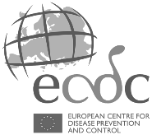 ecdc
EUROPEAN CENTRE FOR
DISEASE PREVENTION
AND CONTROL